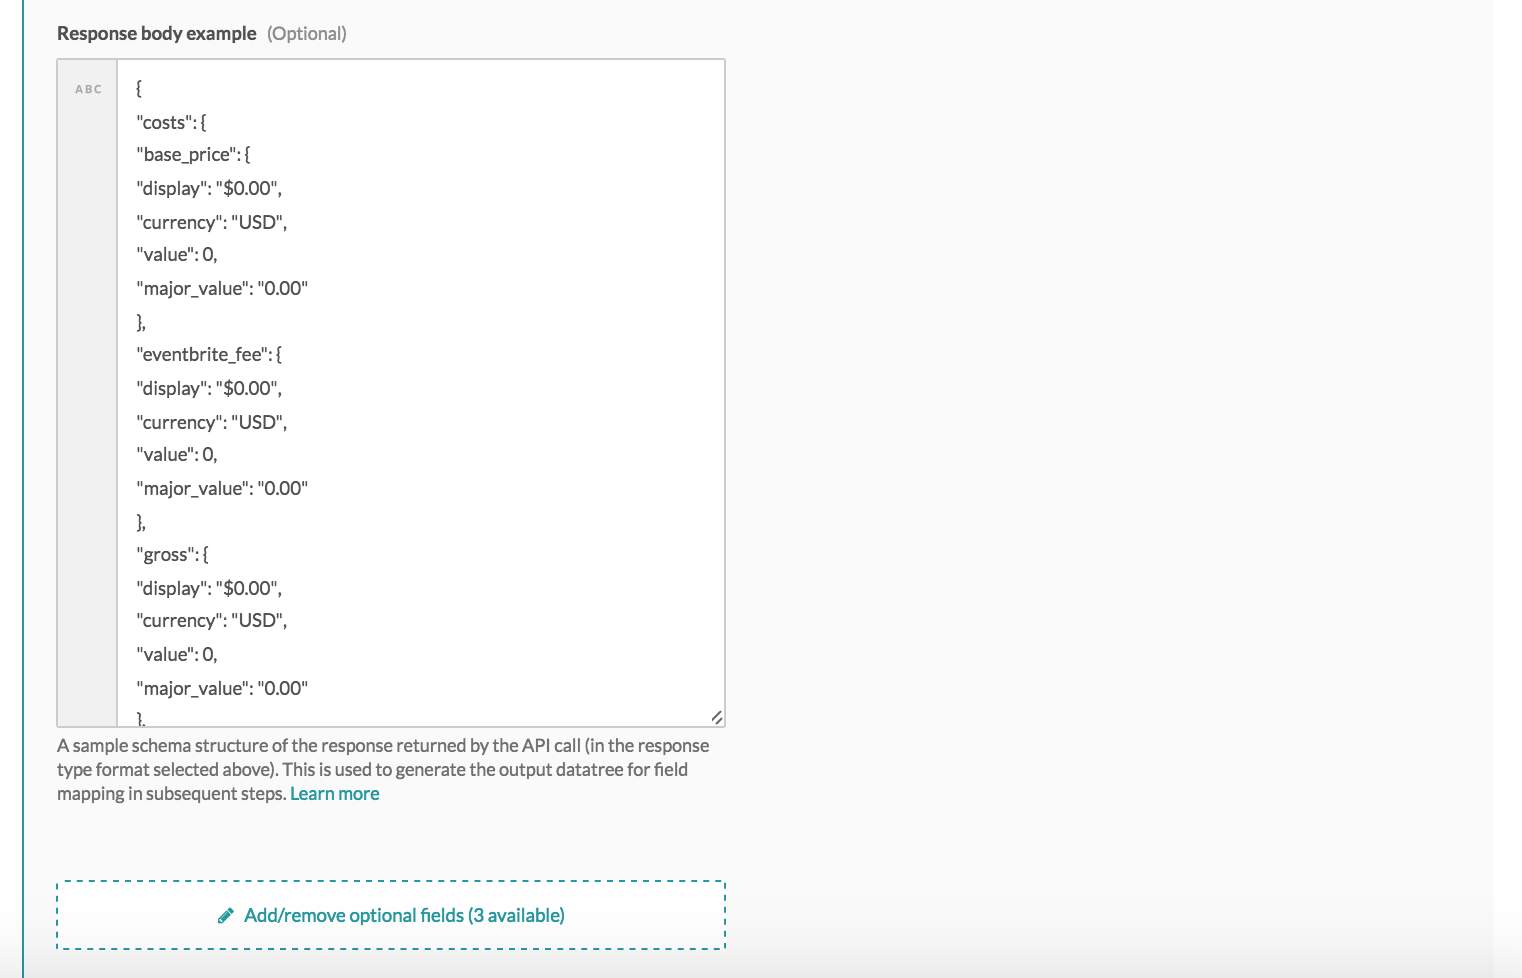 Response body example (Optional)
ABC
{
"costs": {
"base_price": {
"display": "$0.00",
"currency": "USD",
"value": 0,
"major_value": "0.00"
},
"eventbrite_fee": {
"display": "$0.00",
"currency": "USD",
"value": 0,
"major_value": "0.00"
},
"gross": {
"display": "$0.00",
"currency": "USD",
"value": 0,
"major_value": "0.00"
},
A sample schema structure of the response returned by the API call (in the response
type format selected above). This is used to generate the output datatree for field
mapping in subsequent steps. Learn more
Add/remove optional fields (3 available)